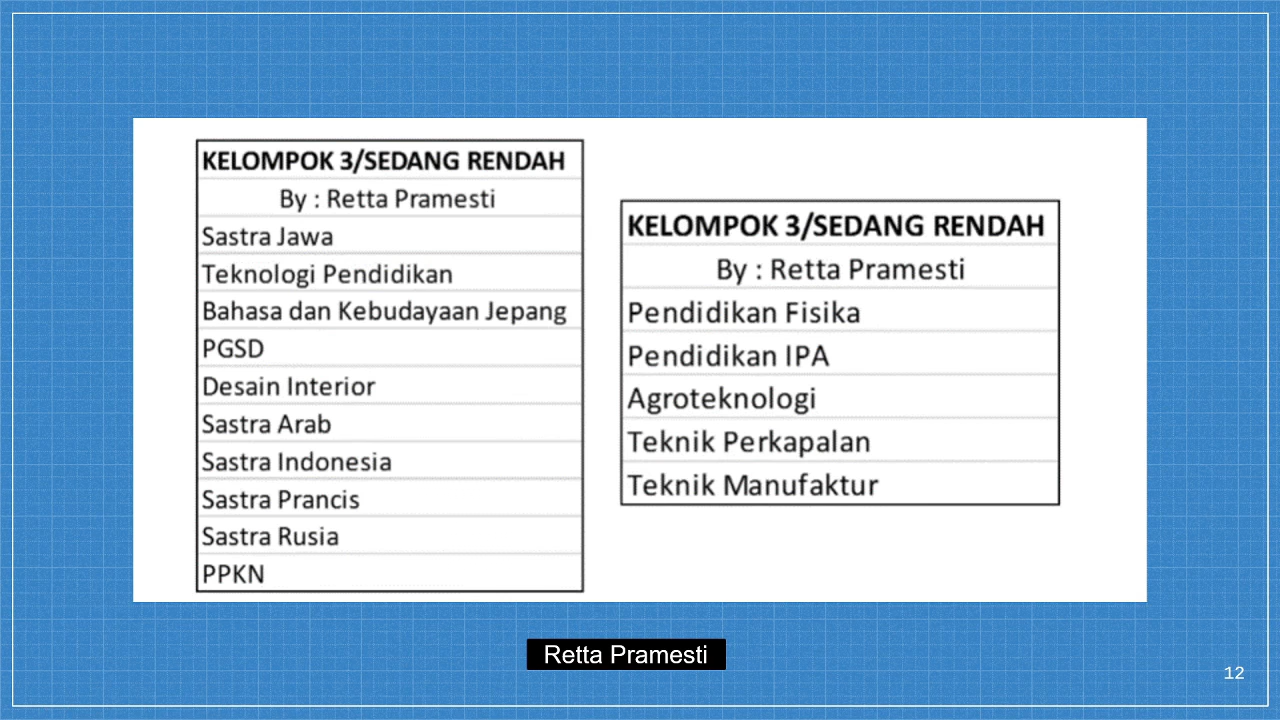 KELOMPOK 3/SEDANG RENDAH
By : Retta Pramesti
Sastra Jawa
Teknologi Pendidikan
Bahasa dan Kebudayaan Jepang
PGSD
Desain Interior
Sastra Arab
Sastra Indonesia
Sastra Prancis
Sastra Rusia
PPKN
KELOMPOK 3/SEDANG RENDAH
By : Retta Pramesti
Pendidikan Fisika
Pendidikan IPA
Agroteknologi
Teknik Perkapalan
Teknik Manufaktur
Retta Pramesti
12